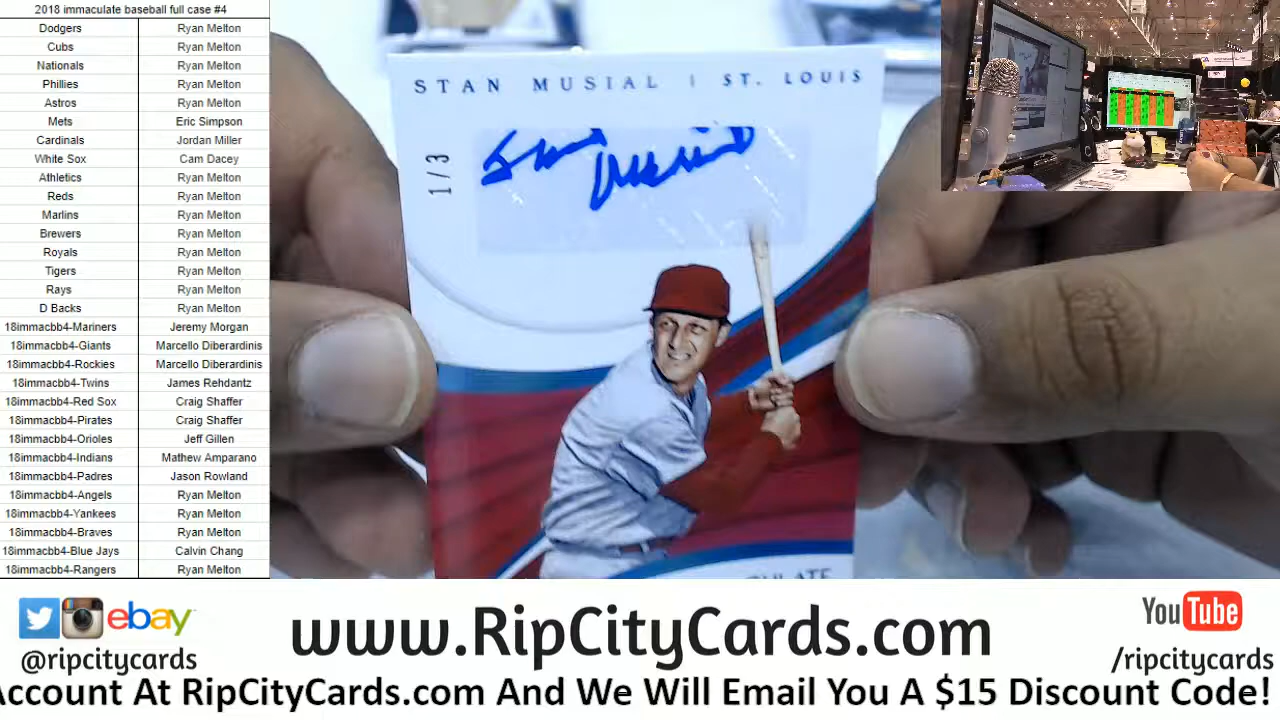 2018 immaculate baseball full case #4
Dodgers Ryan Melton
Cubs Ryan Melton
Nationals Ryan Melton
Phillies Ryan Melton
Astros Ryan Melton
Mets Eric Simpson
Cardinals Jordan Miller
White Sox Cam Dacey
Athletics Ryan Melton
Reds Ryan Melton
Marlins Ryan Melton
Brewers Ryan Melton
Royals Ryan Melton
Tigers Ryan Melton
Rays Ryan Melton
D Backs Ryan Melton
18immacbb4-Mariners Jeremy Morgan
18immacbb4-Giants Marcello Diberardinis
18immacbb4-Rockies Marcello Diberardinis
18immacbb4-Twins James Rehdantz
18immacbb4-Red Sox Craig Shaffer
18immacbb4-Pirates Craig Shaffer
18immacbb4-Orioles Jeff Gillen
18immacbb4-Indians Mathew Amparano
18immacbb4-Padres Jason Rowland
18immacbb4-Angels Ryan Melton
18immacbb4-Yankees Ryan Melton
18immacbb4-Braves Ryan Melton
18immacbb4-Blue Jays Calvin Chang
18immacbb4-Rangers Ryan Melton
STAN MUSIAL | ST. LOUIS
1/3
Stan Musial
ebay
@ripcitycards
www.RipCityCards.com
YouTube
/ripcitycards
Account At RipCityCards.com And We Will Email You A $15 Discount Code!